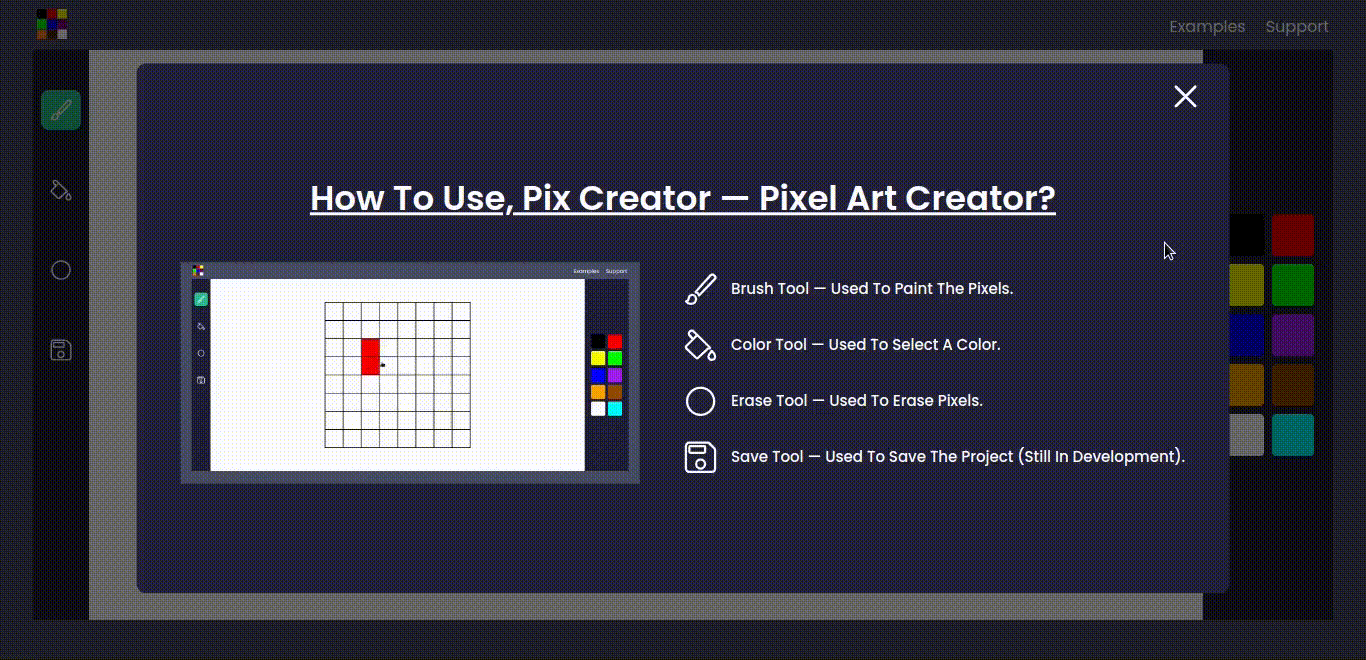 Examples Support
How To Use, Pix Creator — Pixel Art Creator?
Examples Support
Brush Tool — Used To Paint The Pixels.
Color Tool — Used To Select A Color.
Erase Tool — Used To Erase Pixels.
Save Tool — Used To Save The Project (Still In Development).